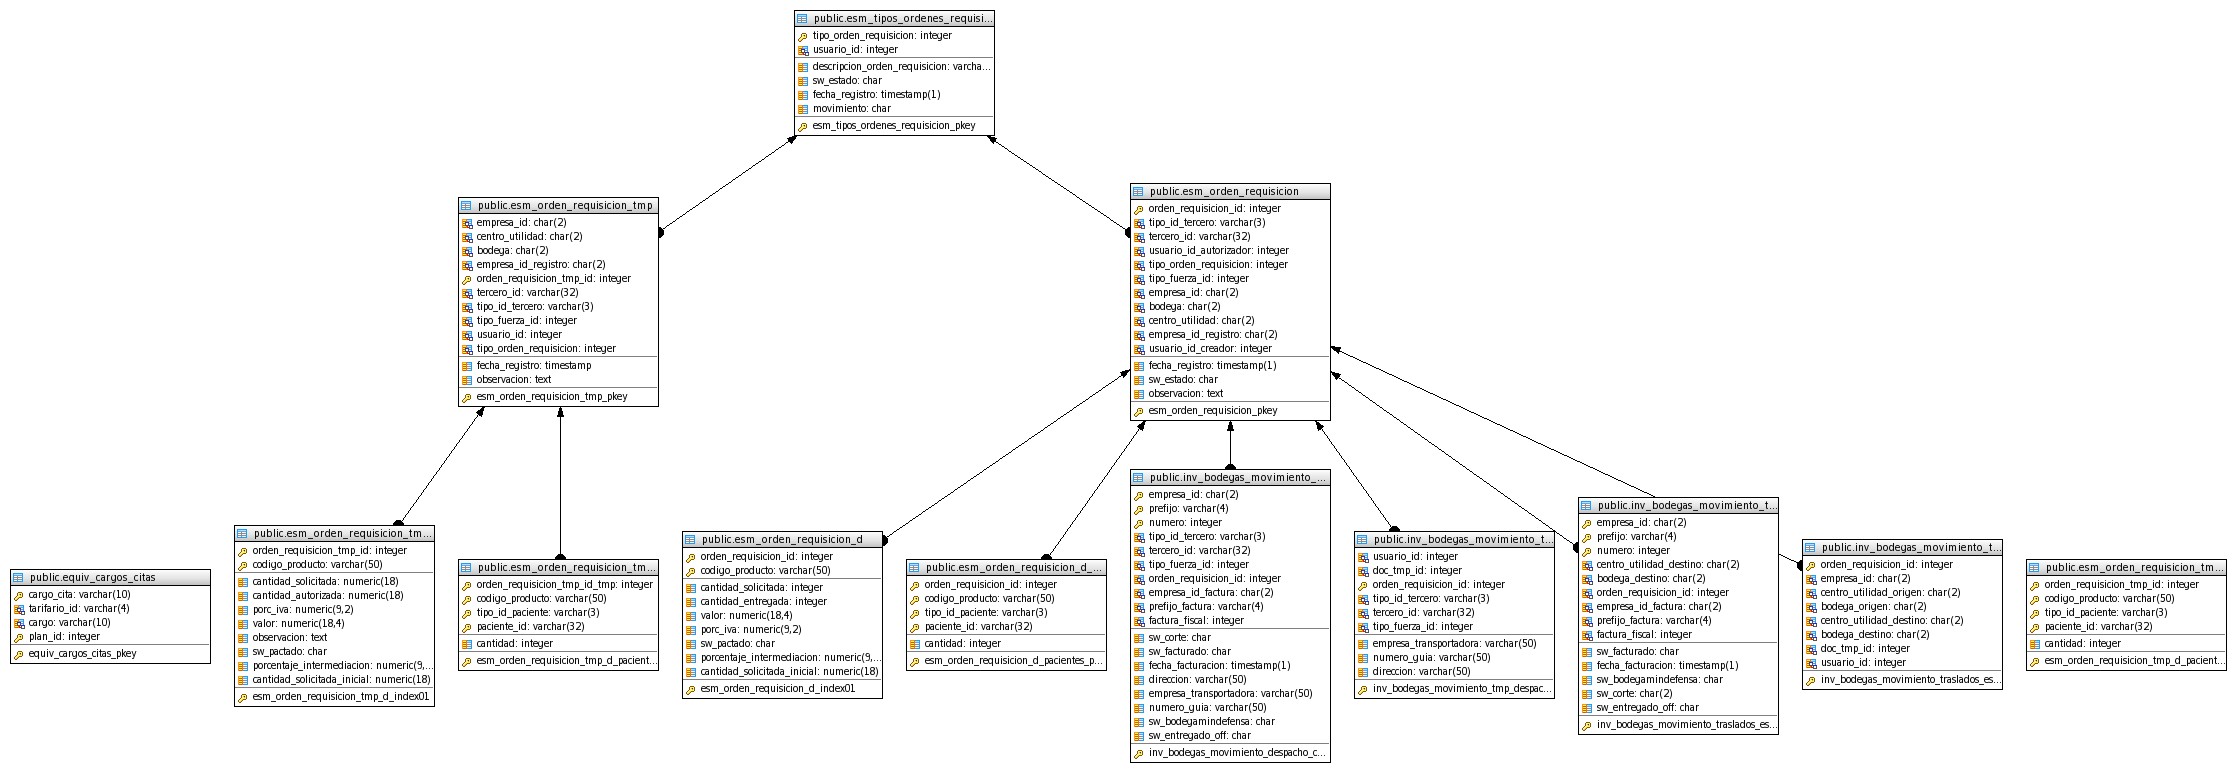 public.esm_tipos_ordenes_requisi...
tipo_orden_requisicion: integer
usuario_id: integer
descripcion_orden_requisicion: varcha...
sw_estado: char
fecha_registro: timestamp(1)
movimiento: char
esm_tipos_ordenes_requisicion_pkey
public.esm_orden_requisicion_tmp
empresa_id: char(2)
centro_utilidad: char(2)
bodega: char(2)
empresa_id_registro: char(2)
orden_requisicion_tmp_id: integer
tercero_id: varchar(32)
tipo_id_tercero: varchar(3)
tipo_fuerza_id: integer
usuario_id: integer
tipo_orden_requisicion: integer
fecha_registro: timestamp
observacion: text
esm_orden_requisicion_tmp_pkey
public.esm_orden_requisicion
orden_requisicion_id: integer
tipo_id_tercero: varchar(3)
tercero_id: varchar(32)
usuario_id_autorizador: integer
tipo_orden_requisicion: integer
tipo_fuerza_id: integer
empresa_id: char(2)
bodega: char(2)
centro_utilidad: char(2)
empresa_id_registro: char(2)
usuario_id_creador: integer
fecha_registro: timestamp(1)
sw_estado: char
observacion: text
esm_orden_requisicion_pkey
public.equiv_cargos_citas
cargo_cita: varchar(10)
tarifario_id: varchar(4)
cargo: varchar(10)
plan_id: integer
equiv_cargos_citas_pkey
public.esm_orden_requisicion_tm...
orden_requisicion_tmp_id: integer
codigo_producto: varchar(50)
cantidad_solicitada: numeric(18)
cantidad_autorizada: numeric(18)
porc_iva: numeric(9,2)
valor: numeric(18,4)
observacion: text
sw_pactado: char
porcentaje_intermediacion: numeric(9,...
cantidad_solicitada_inicial: numeric(18)
esm_orden_requisicion_tmp_d_index01
public.esm_orden_requisicion_tm...
orden_requisicion_tmp_id_tmp: integer
codigo_producto: varchar(50)
tipo_id_paciente: varchar(3)
paciente_id: varchar(32)
cantidad: integer
esm_orden_requisicion_tmp_d_pacient...
public.esm_orden_requisicion_d
orden_requisicion_id: integer
codigo_producto: varchar(50)
cantidad_solicitada: integer
cantidad_entregada: integer
valor: numeric(18,4)
porc_iva: numeric(9,2)
sw_pactado: char
porcentaje_intermediacion: numeric(9,...
cantidad_solicitada_inicial: numeric(18)
esm_orden_requisicion_d_index01
public.esm_orden_requisicion_d_...
orden_requisicion_id: integer
codigo_producto: varchar(50)
tipo_id_paciente: varchar(3)
paciente_id: varchar(32)
cantidad: integer
esm_orden_requisicion_d_pacientes_p...
public.inv_bodegas_movimiento_...
empresa_id: char(2)
prefijo: varchar(4)
numero: integer
tipo_id_tercero: varchar(3)
tercero_id: varchar(32)
tipo_fuerza_id: integer
orden_requisicion_id: integer
empresa_id_factura: char(2)
prefijo_factura: varchar(4)
factura_fiscal: integer
sw_corte: char
sw_facturado: char
fecha_facturacion: timestamp(1)
direccion: varchar(50)
empresa_transportadora: varchar(50)
numero_guia: varchar(50)
sw_bodegamindefensa: char
sw_entregado_off: char
inv_bodegas_movimiento_despacho_c...
public.inv_bodegas_movimiento_t...
usuario_id: integer
doc_tmp_id: integer
orden_requisicion_id: integer
tipo_id_tercero: varchar(3)
tercero_id: varchar(32)
tipo_fuerza_id: integer
empresa_transportadora: varchar(50)
numero_guia: varchar(50)
direccion: varchar(50)
inv_bodegas_movimiento_tmp_despac...
public.inv_bodegas_movimiento_t...
empresa_id: char(2)
prefijo: varchar(4)
numero: integer
centro_utilidad_destino: char(2)
bodega_destino: char(2)
orden_requisicion_id: integer
empresa_id_factura: char(2)
prefijo_factura: varchar(4)
factura_fiscal: integer
sw_facturado: char
fecha_facturacion: timestamp(1)
sw_bodegamindefensa: char
sw_corte: char(2)
sw_entregado_off: char
inv_bodegas_movimiento_traslados_es...
public.inv_bodegas_movimiento_t...
orden_requisicion_id: integer
empresa_id: char(2)
centro_utilidad_origen: char(2)
bodega_origen: char(2)
centro_utilidad_destino: char(2)
bodega_destino: char(2)
doc_tmp_id: integer
usuario_id: integer
inv_bodegas_movimiento_traslados_es...
public.esm_orden_requisicion_tm...
orden_requisicion_tmp_id: integer
codigo_producto: varchar(50)
tipo_id_paciente: varchar(3)
paciente_id: varchar(32)
cantidad: integer
esm_orden_requisicion_tmp_d_pacient...